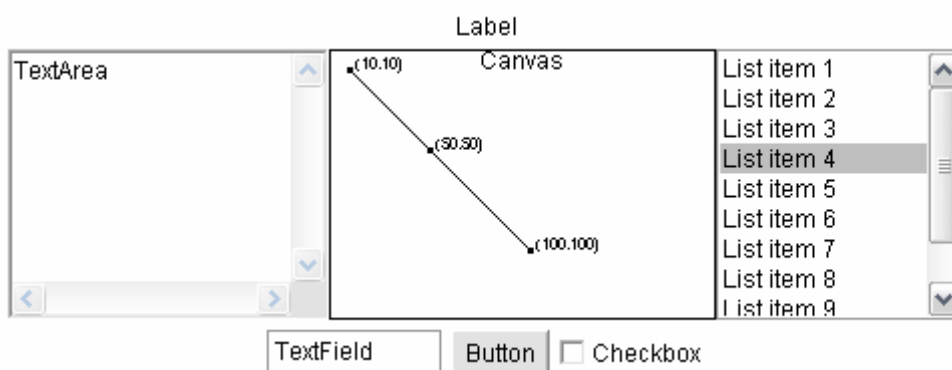 Label
TextArea
Canvas
(10.10)
(50.50)
(100.100)
List item 1
List item 2
List item 3
List item 4
List item 5
List item 6
List item 7
List item 8
List item 9
TextField
Button
Checkbox